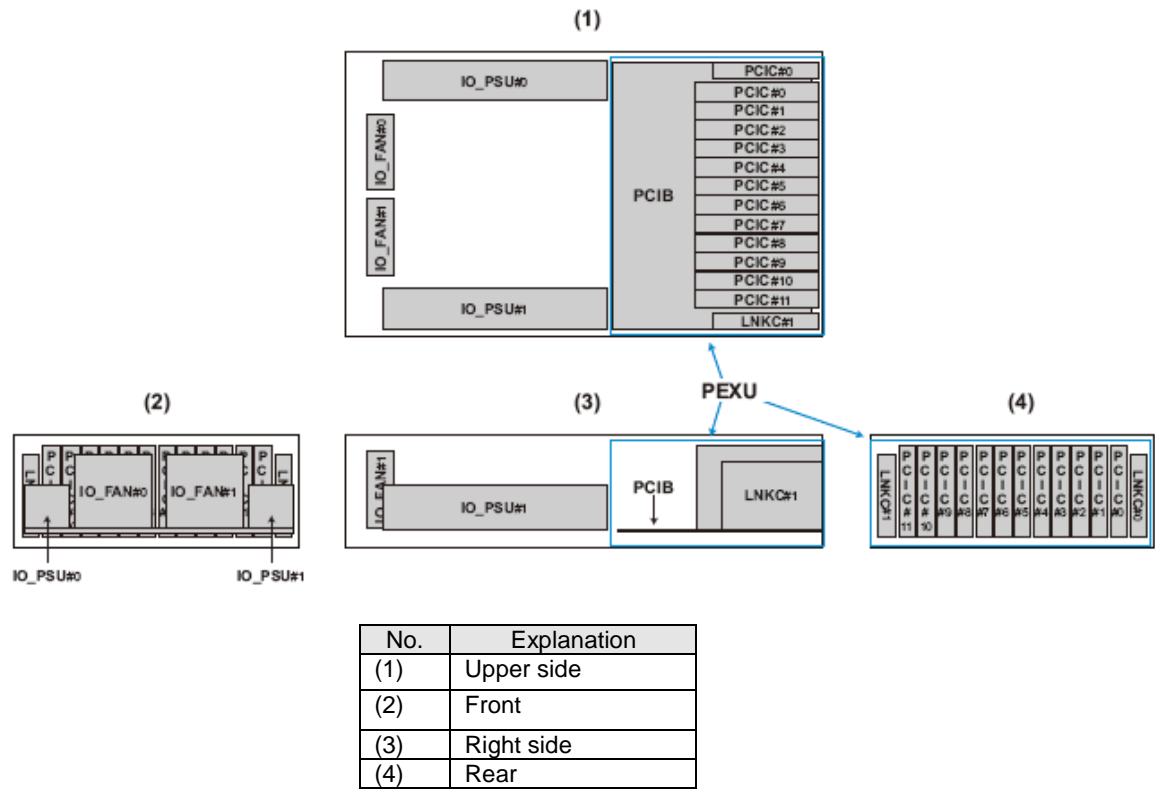 (1)
IO_PSU#0
IO_FAN#0
IO_FAN#1
IO_PSU#1
PCIB
PCIC#0
PCIC#0
PCIC#1
PCIC#2
PCIC#3
PCIC#4
PCIC#5
PCIC#6
PCIC#7
PCIC#8
PCIC#9
PCIC#10
PCIC#11
LNKC#1
PEXU
(2)
IO_FAN#0
IO_FAN#1
IO_PSU#0
IO_PSU#1
(3)
IO_FAN#1
IO_PSU#1
PCIB
LNKC#1
(4)
LNKC#1
PCIC#11
PCIC#10
PCIC#9
PCIC#8
PCIC#7
PCIC#6
PCIC#5
PCIC#4
PCIC#3
PCIC#2
PCIC#1
PCIC#0
LNKC#0
No. Explanation
(1) Upper side
(2) Front
(3) Right side
(4) Rear